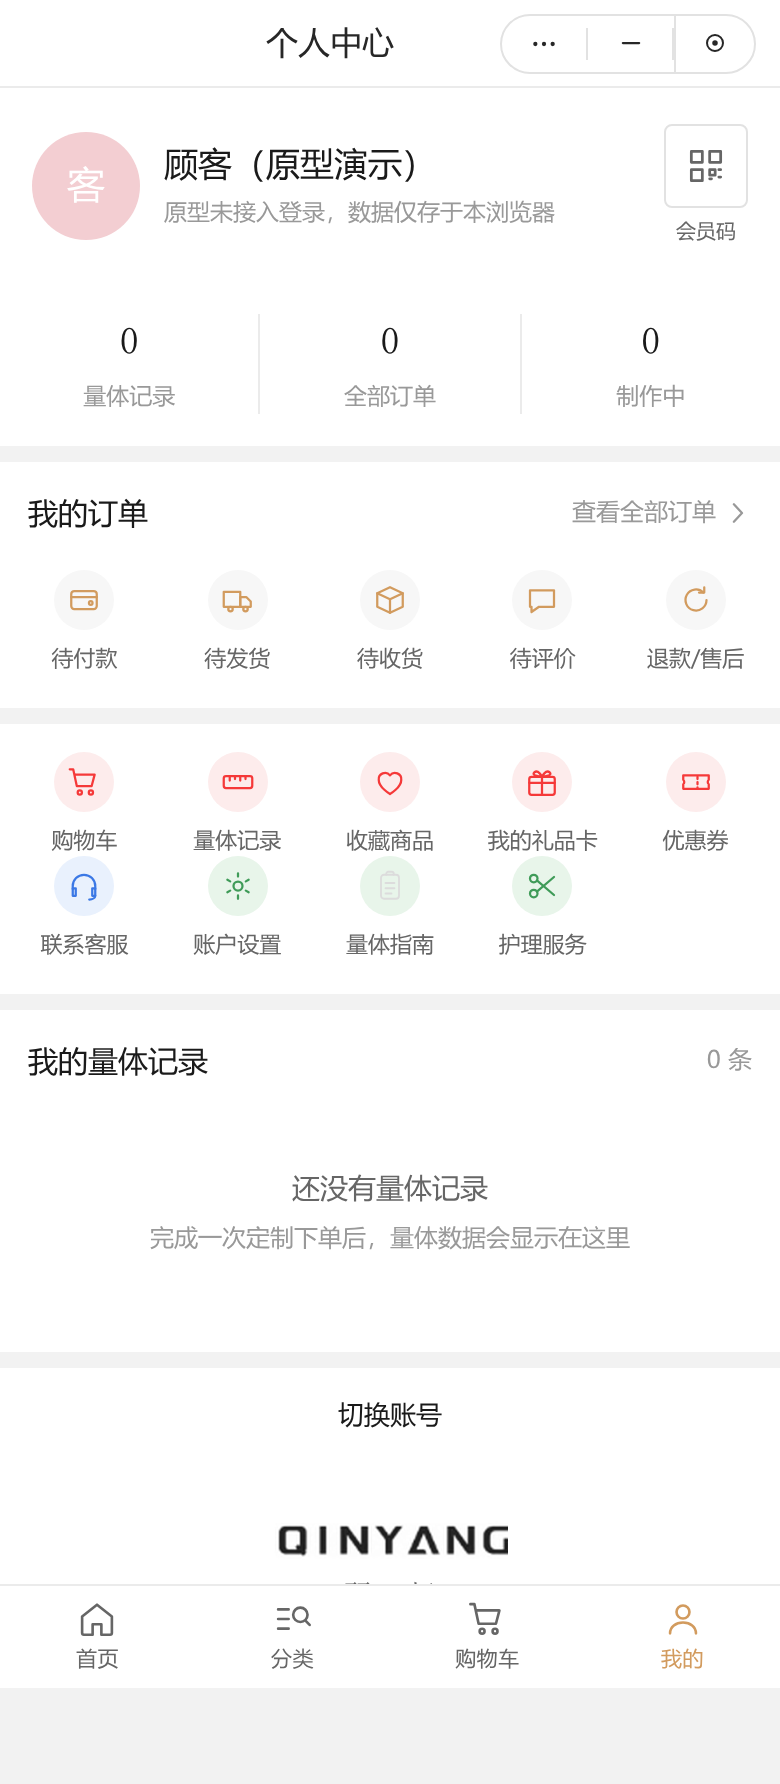 个人中心
客
顾客（原型演示）
原型未接入登录，数据仅存于本浏览器
会员码
0 0 0
量体记录 全部订单 制作中
我的订单 查看全部订单
待付款 待发货 待收货 待评价 退款/售后
购物车 量体记录 收藏商品 我的礼品卡 优惠券
联系客服 账户设置 量体指南 护理服务
我的量体记录 0 条
还没有量体记录
完成一次定制下单后，量体数据会显示在这里
切换账号
QINYANG
首页 分类 购物车 我的